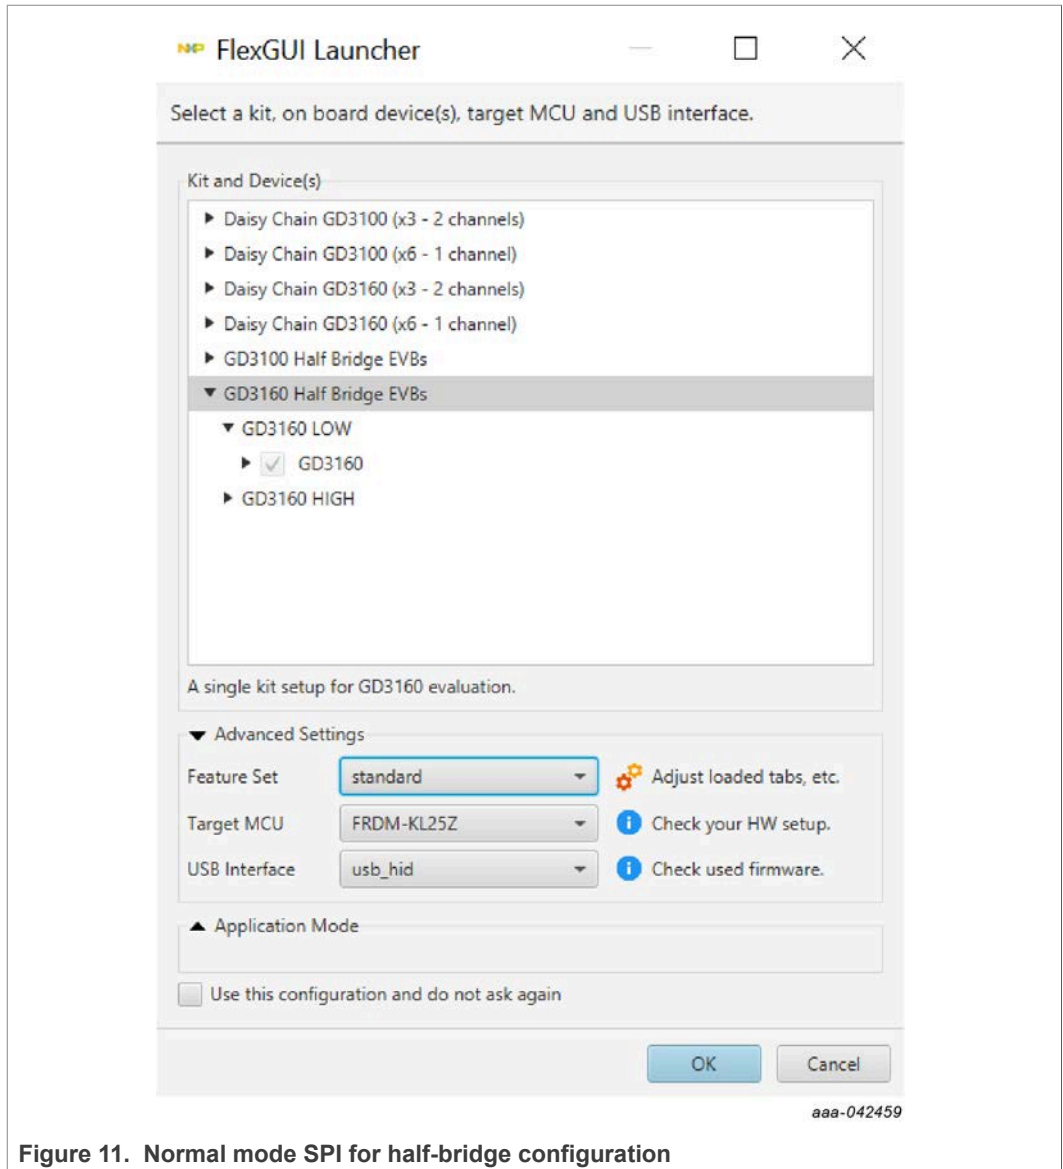 NXP FlexGUI Launcher
Select a kit, on board device(s), target MCU and USB interface.
Kit and Device(s)
Daisy Chain GD3100 (x3 - 2 channels)
Daisy Chain GD3100 (x6 - 1 channel)
Daisy Chain GD3160 (x3 - 2 channels)
Daisy Chain GD3160 (x6 - 1 channel)
GD3100 Half Bridge EVBs
GD3160 Half Bridge EVBs
GD3160 LOW
GD3160
GD3160 HIGH
A single kit setup for GD3160 evaluation.
Advanced Settings
Feature Set standard Adjust loaded tabs, etc.
Target MCU FRDM-KL25Z Check your HW setup.
USB Interface usb_hid Check used firmware.
Application Mode
Use this configuration and do not ask again
OK Cancel
aaa-042459
Figure 11. Normal mode SPI for half-bridge configuration